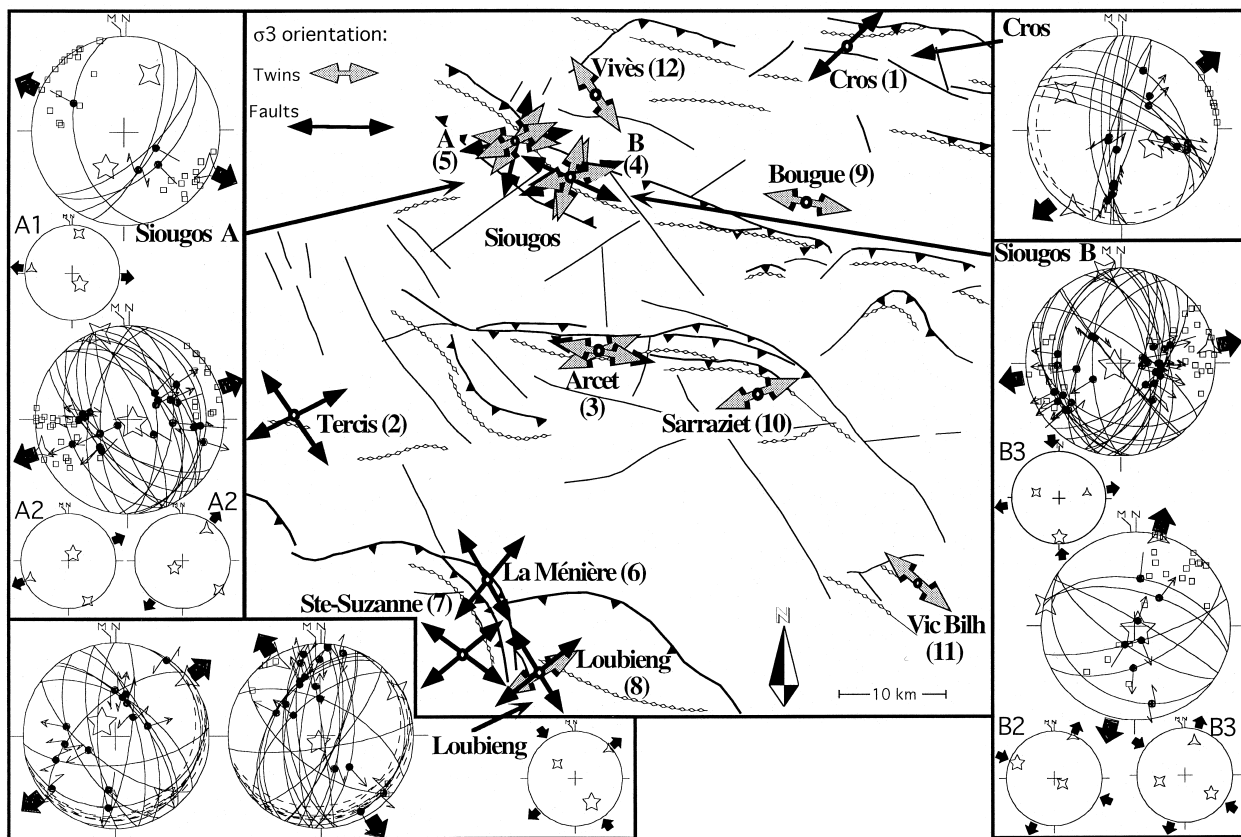 M N
Siougos A
A1
M N
M N
A2
M N
A2
M N
M N
M N
σ3 orientation:
Twins
Faults
Vivès (12)
Cros (1)
A
(5)
B
(4)
Bougue (9)
Siougos
Arcet
(3)
Sarraziet (10)
Tercis (2)
La Ménière (6)
Ste-Suzanne (7)
Loubieng
(8)
Vic Bilh
(11)
N
10 km
Loubieng
M N
Cros
M N
Siougos B
M N
B3
M N
B2
M N
M N
B3